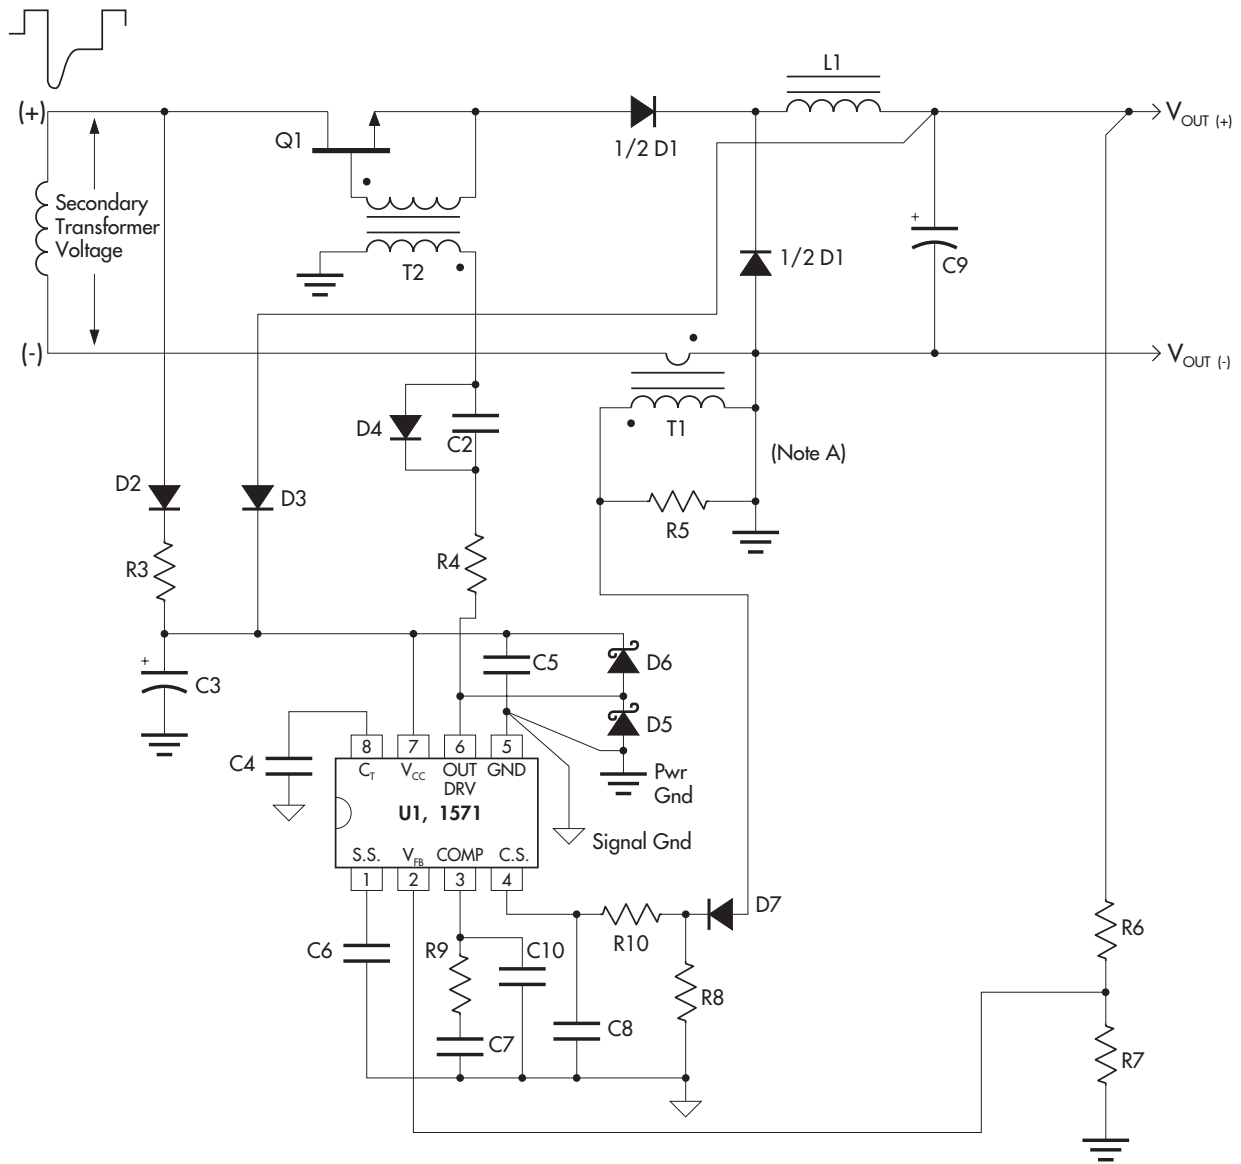 L1
(+)
Q1
1/2 D1
VOUT (+)
Secondary
Transformer
Voltage
T2
1/2 D1
+
C9
(-)
VOUT (-)
D4
C2
T1
(Note A)
D2
D3
R5
R3
R4
+
C3
C5
D6
D5
C4
8 7 6 5
CT VCC OUT GND
DRV
Pwr
Gnd
U1, 1571
Signal Gnd
S.S. VFB COMP C.S.
1 2 3 4
D7
R10
R6
C6
R9
C10
R8
C7
C8
R7